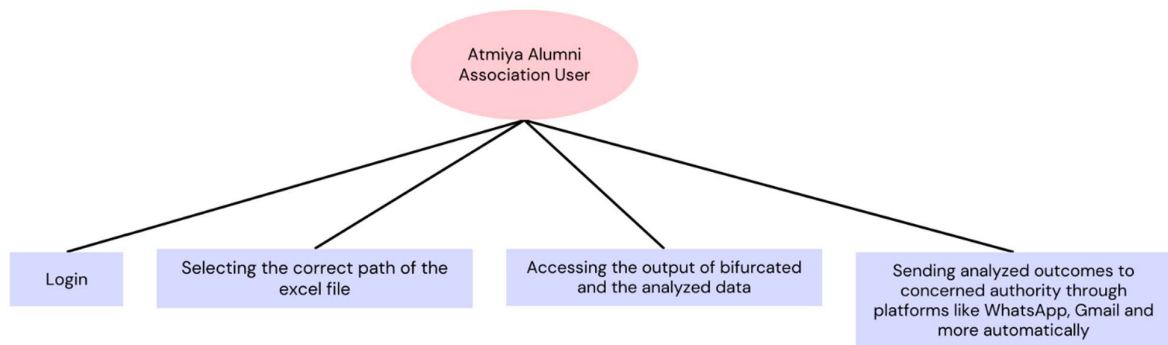 Atmiya Alumni
Association User
Login
Selecting the correct path of the
excel file
Accessing the output of bifurcated
and the analyzed data
Sending analyzed outcomes to
concerned authority through
platforms like WhatsApp, Gmail and
more automatically